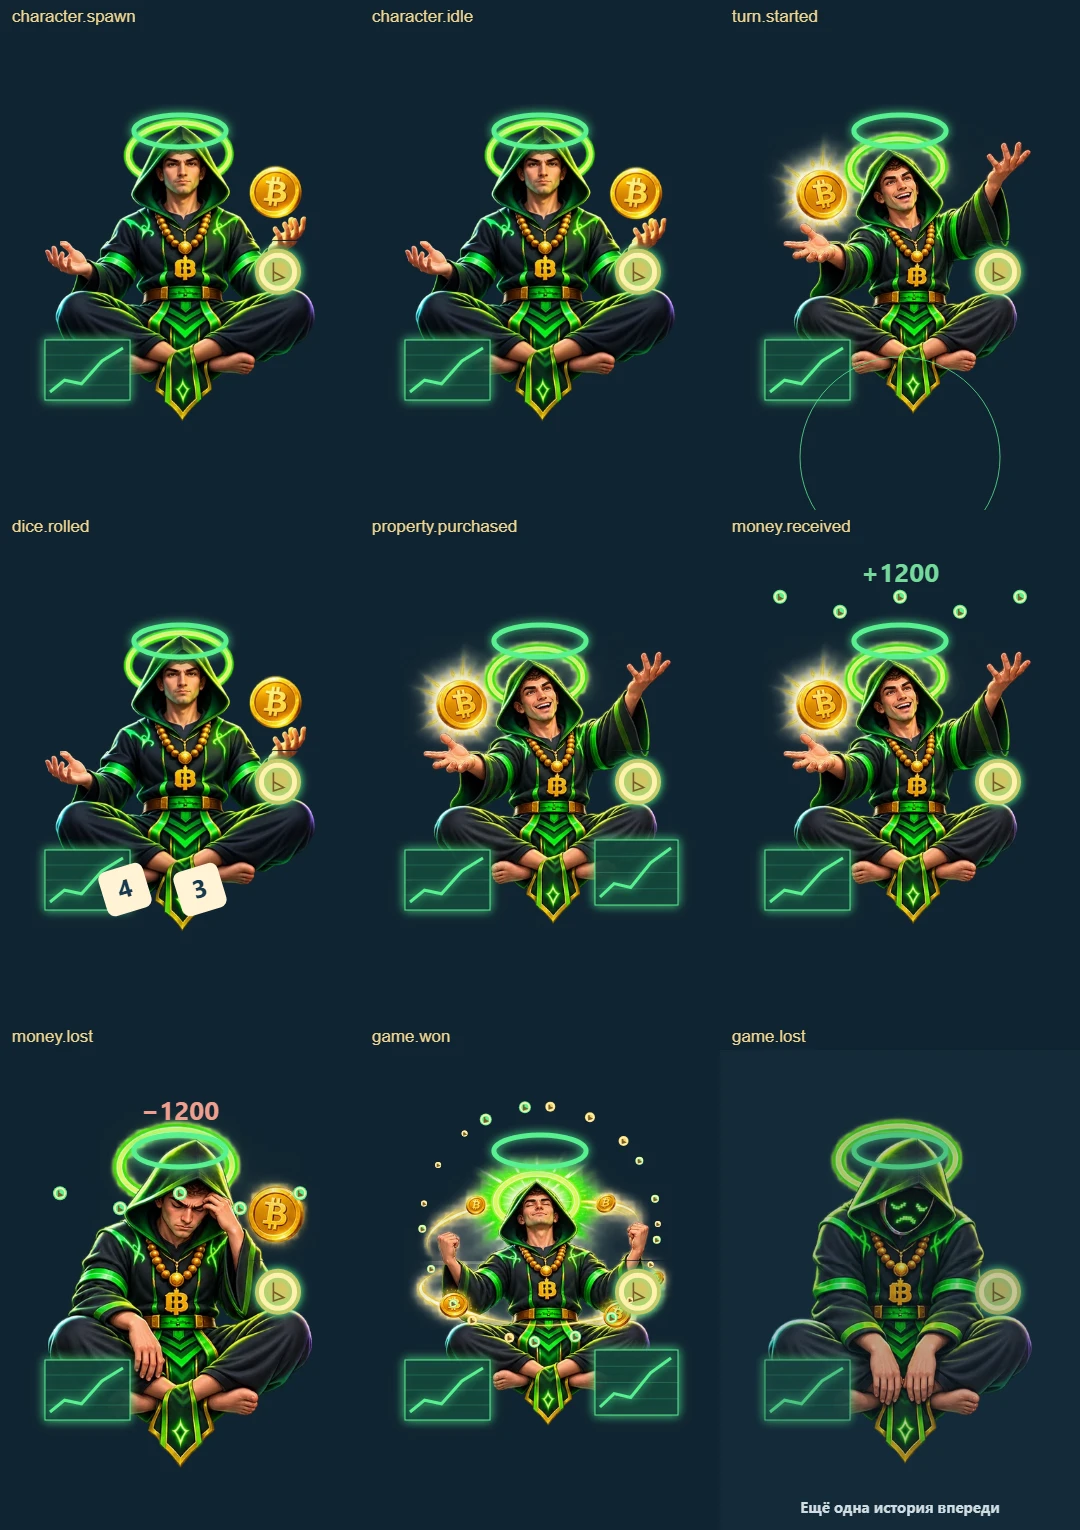 character.spawn
character.idle
turn.started
dice.rolled
property.purchased
money.received
+1200
4
3
money.lost
game.won
game.lost
−1200
Ещё одна история впереди